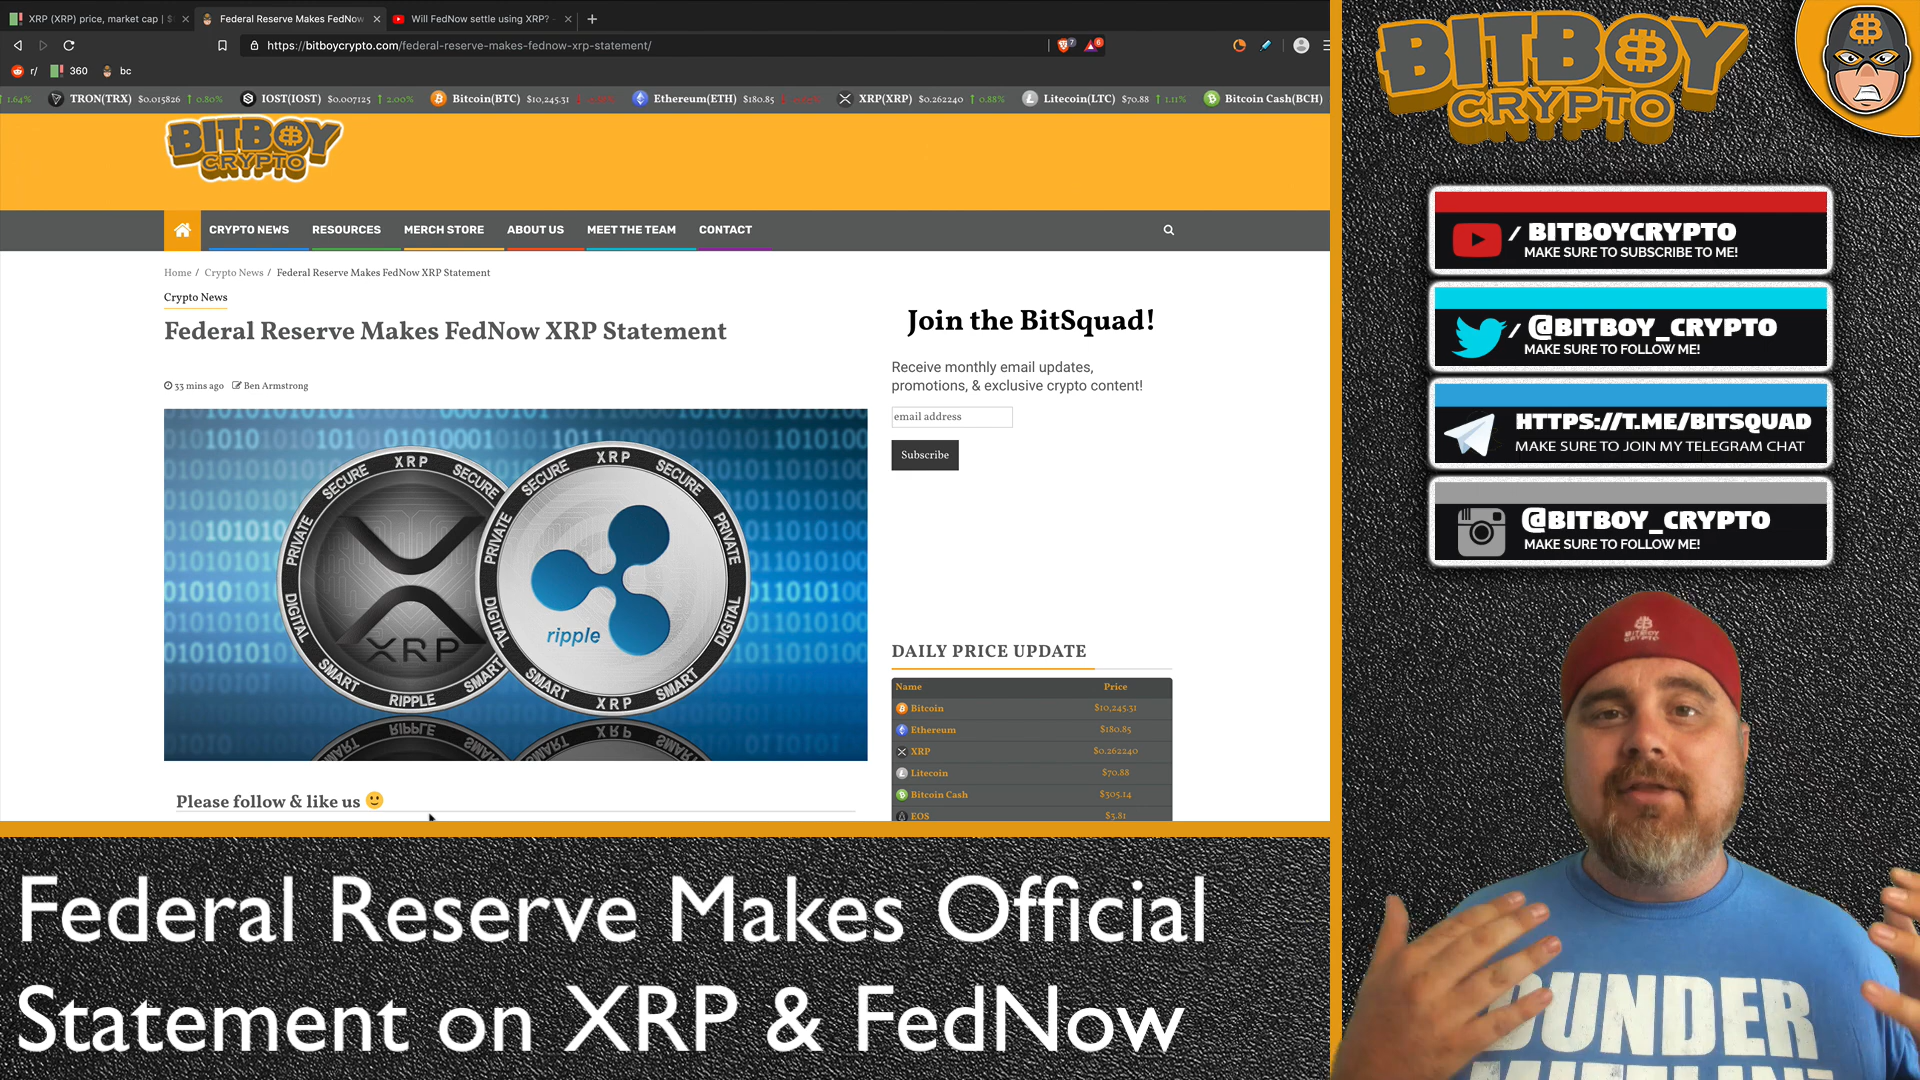 XRP (XRP) price, market cap | $
Federal Reserve Makes FedNow
Will FedNow settle using XRP? -
https://bitboycrypto.com/federal-reserve-makes-fednow-xrp-statement/
7
6
r/
360
bc
1.64% TRON(TRX) $0.015826 0.80% IOST(IOST) $0.007125 2.00% Bitcoin(BTC) $10,245.31 Ethereum(ETH) $180.85 XRP(XRP) $0.262240 0.88% Litecoin(LTC) $70.88 1.11% Bitcoin Cash(BCH)
BITBOY
CRYPTO
CRYPTO NEWS RESOURCES MERCH STORE ABOUT US MEET THE TEAM CONTACT
Home / Crypto News / Federal Reserve Makes FedNow XRP Statement
Crypto News
Federal Reserve Makes FedNow XRP Statement
33 mins ago Ben Armstrong
XRP
SECURE SECURE
PRIVATE
DIGITAL
SMART SMART
RIPPLE
XRP
XRP
SECURE SECURE
PRIVATE PRIVATE
DIGITAL DIGITAL
SMART SMART
XRP
ripple
Please follow & like us
Join the BitSquad!
Receive monthly email updates,
promotions, & exclusive crypto content!
email address
Subscribe
DAILY PRICE UPDATE
Name Price
Bitcoin $10,245.31
Ethereum $180.85
XRP $0.262240
Litecoin $70.88
Bitcoin Cash $305.14
EOS $3.81
BITBOY
CRYPTO
/ BITBOYCRYPTO
MAKE SURE TO SUBSCRIBE TO ME!
/ @BITBOY_CRYPTO
MAKE SURE TO FOLLOW ME!
HTTPS://T.ME/BITSQUAD
MAKE SURE TO JOIN MY TELEGRAM CHAT
@BITBOY_CRYPTO
MAKE SURE TO FOLLOW ME!
BITBOY
CRYPTO
DUNDER
MIFFLIN
Federal Reserve Makes Official
Statement on XRP & FedNow